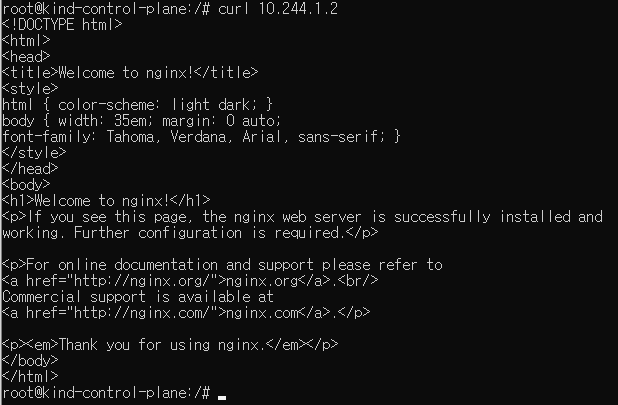 root@kind-control-plane:/# curl 10.244.1.2
<!DOCTYPE html>
<html>
<head>
<title>Welcome to nginx!</title>
<style>
html { color-scheme: light dark; }
body { width: 35em; margin: 0 auto;
font-family: Tahoma, Verdana, Arial, sans-serif; }
</style>
</head>
<body>
<h1>Welcome to nginx!</h1>
<p>If you see this page, the nginx web server is successfully installed and
working. Further configuration is required.</p>

<p>For online documentation and support please refer to
<a href="http://nginx.org/">nginx.org</a>.<br/>
Commercial support is available at
<a href="http://nginx.com/">nginx.com</a>.</p>

<p><em>Thank you for using nginx.</em></p>
</body>
</html>
root@kind-control-plane:/#